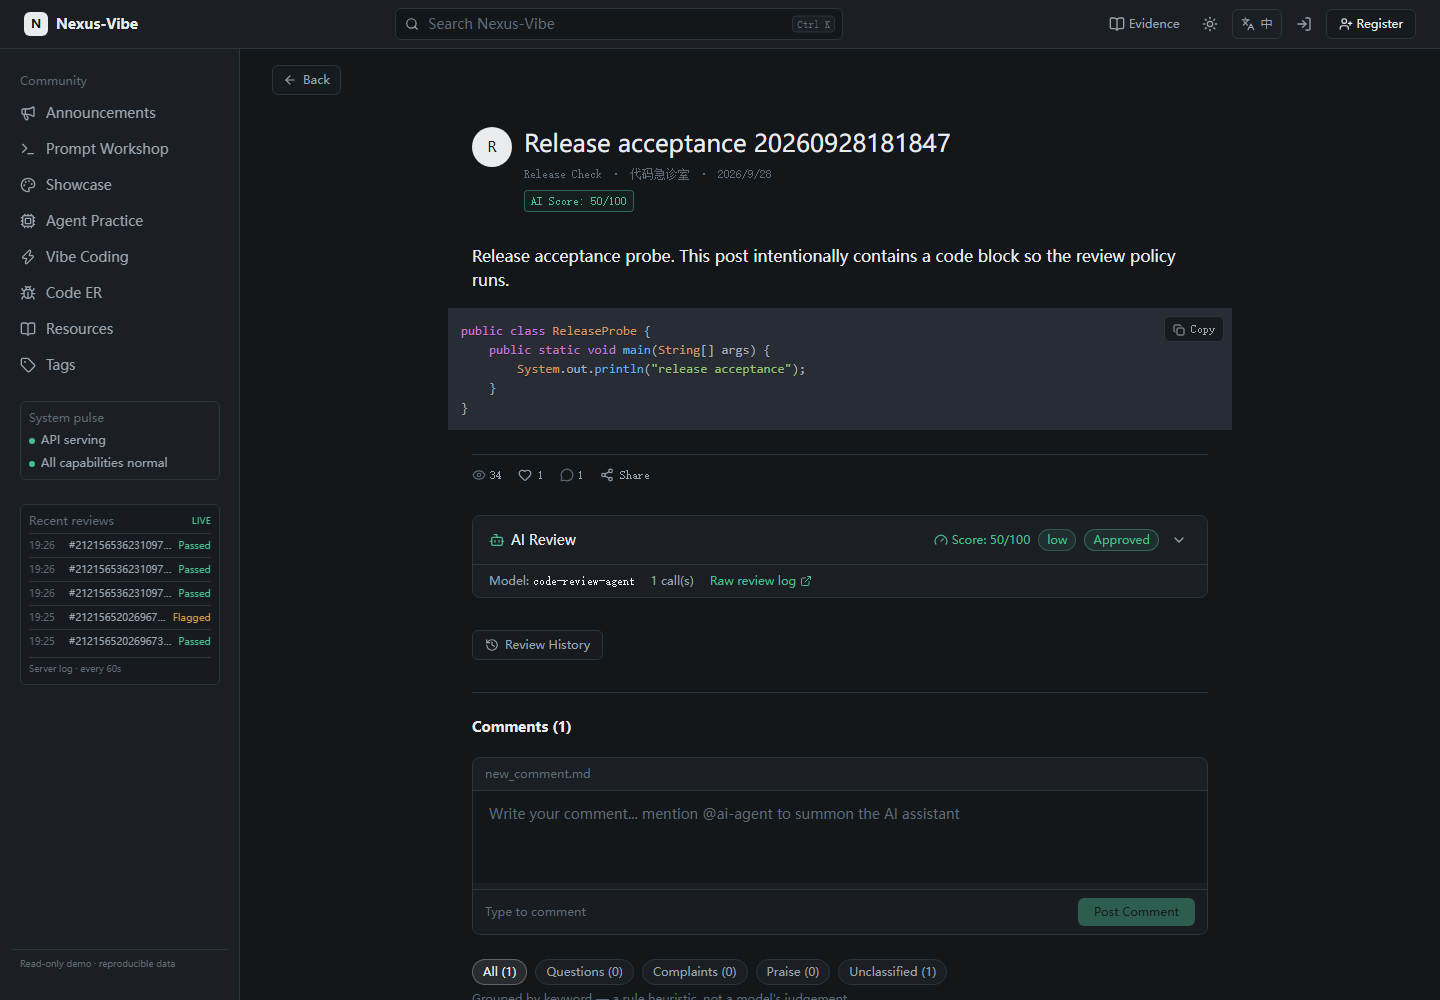 N Nexus-Vibe
Search Nexus-Vibe
Ctrl K
Evidence
中
Register
Community
Announcements
Prompt Workshop
Showcase
Agent Practice
Vibe Coding
Code ER
Resources
Tags
System pulse
API serving
All capabilities normal
Recent reviews LIVE
19:26 #212156536231097... Passed
19:26 #212156536231097... Passed
19:26 #212156536231097... Passed
19:25 #21215652026967... Flagged
19:25 #212156520269673... Passed
Server log · every 60s
Read-only demo · reproducible data
Back
R
Release acceptance 20260928181847
Release Check · 代码急诊室 · 2026/9/28
AI Score: 50/100
Release acceptance probe. This post intentionally contains a code block so the review policy
runs.
Copy
public class ReleaseProbe {
    public static void main(String[] args) {
        System.out.println("release acceptance");
    }
}
34 1 1 Share
AI Review Score: 50/100 low Approved
Model: code-review-agent 1 call(s) Raw review log
Review History
Comments (1)
new_comment.md
Write your comment... mention @ai-agent to summon the AI assistant
Type to comment Post Comment
All (1) Questions (0) Complaints (0) Praise (0) Unclassified (1)
Grouped by keyword — a rule heuristic, not a model's judgement